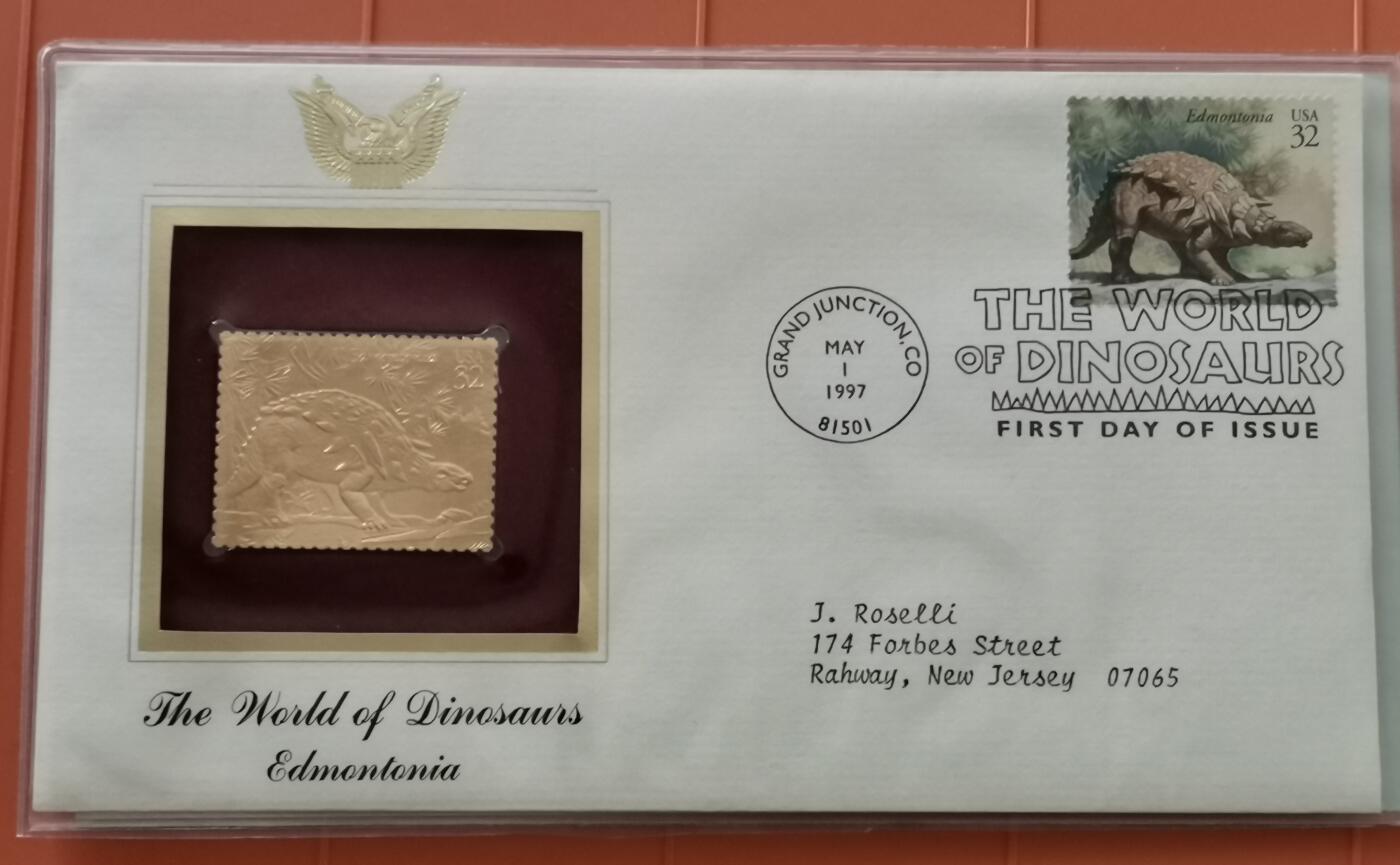 Edmontonia USA
32
32
GRAND JUNCTION, CO
MAY
1
1997
81501
THE WORLD
OF DINOSAURS
FIRST DAY OF ISSUE
J. Roselli
174 Forbes Street
Rahway, New Jersey 07065
The World of Dinosaurs
Edmontonia